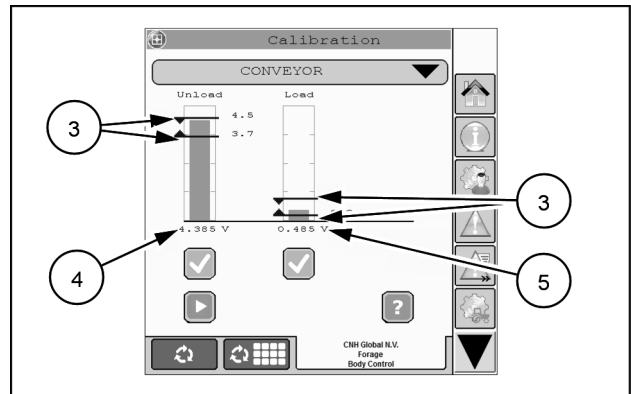 Calibration
CONVEYOR
Unload
Load
4.5
3.7
3
3
4.385 V
0.485 V
4
5
?
CNH Global N.V.
Forage
Body Control